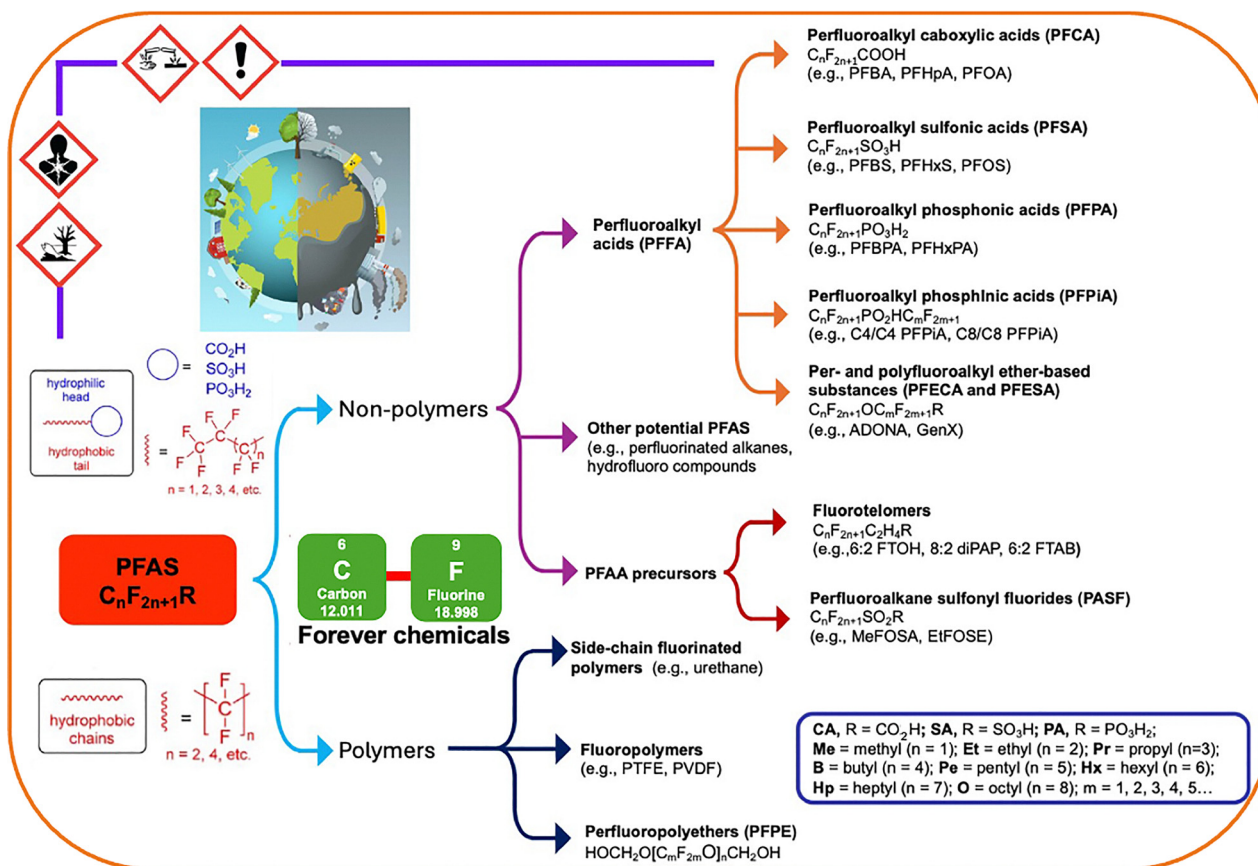 Perfluoroalkyl caboxylic acids (PFCA)
CₙF₂ₙ₊₁COOH
(e.g., PFBA, PFHpA, PFOA)
Perfluoroalkyl sulfonic acids (PFSA)
CₙF₂ₙ₊₁SO₃H
(e.g., PFBS, PFHxS, PFOS)
Perfluoroalkyl
acids (PFFA)
Perfluoroalkyl phosphonic acids (PFPA)
CₙF₂ₙ₊₁PO₃H₂
(e.g., PFBPA, PFHxPA)
Perfluoroalkyl phosphInic acids (PFPiA)
CₙF₂ₙ₊₁PO₂HCₘF₂ₘ₊₁
(e.g., C4/C4 PFPiA, C8/C8 PFPiA)
Per- and polyfluoroalkyl ether-based
substances (PFECA and PFESA)
CₙF₂ₙ₊₁OCₘF₂ₘ₊₁R
(e.g., ADONA, GenX)
hydrophilic
head
hydrophobic
tail
= CO₂H
SO₃H
PO₃H₂
=
F F
F C F
C C C n
F F F F
n = 1, 2, 3, 4, etc.
Non-polymers
Other potential PFAS
(e.g., perfluorinated alkanes,
hydrofluoro compounds
Fluorotelomers
CₙF₂ₙ₊₁C₂H₄R
(e.g.,6:2 FTOH, 8:2 diPAP, 6:2 FTAB)
PFAA precursors
Perfluoroalkane sulfonyl fluorides (PASF)
CₙF₂ₙ₊₁SO₂R
(e.g., MeFOSA, EtFOSE)
PFAS
CₙF₂ₙ₊₁R
6
C
Carbon
12.011
9
F
Fluorine
18.998
Forever chemicals
Side-chain fluorinated
polymers (e.g., urethane)
hydrophobic
chains
=
F
C
F
n
n = 2, 4, etc.
Polymers
Fluoropolymers
(e.g., PTFE, PVDF)
Perfluoropolyethers (PFPE)
HOCH₂O[CₘF₂ₘO]ₙCH₂OH
CA, R = CO₂H; SA, R = SO₃H; PA, R = PO₃H₂;
Me = methyl (n = 1); Et = ethyl (n = 2); Pr = propyl (n=3);
B = butyl (n = 4); Pe = pentyl (n = 5); Hx = hexyl (n = 6);
Hp = heptyl (n = 7); O = octyl (n = 8); m = 1, 2, 3, 4, 5…